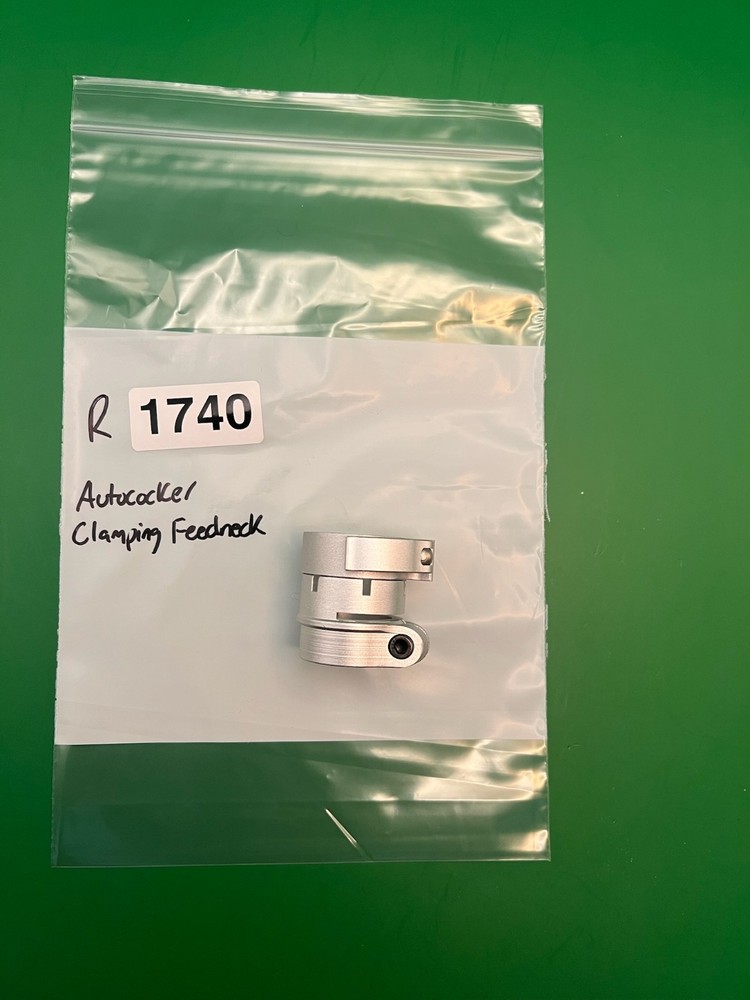 R 1740
Autococker
Clamping Feedneck